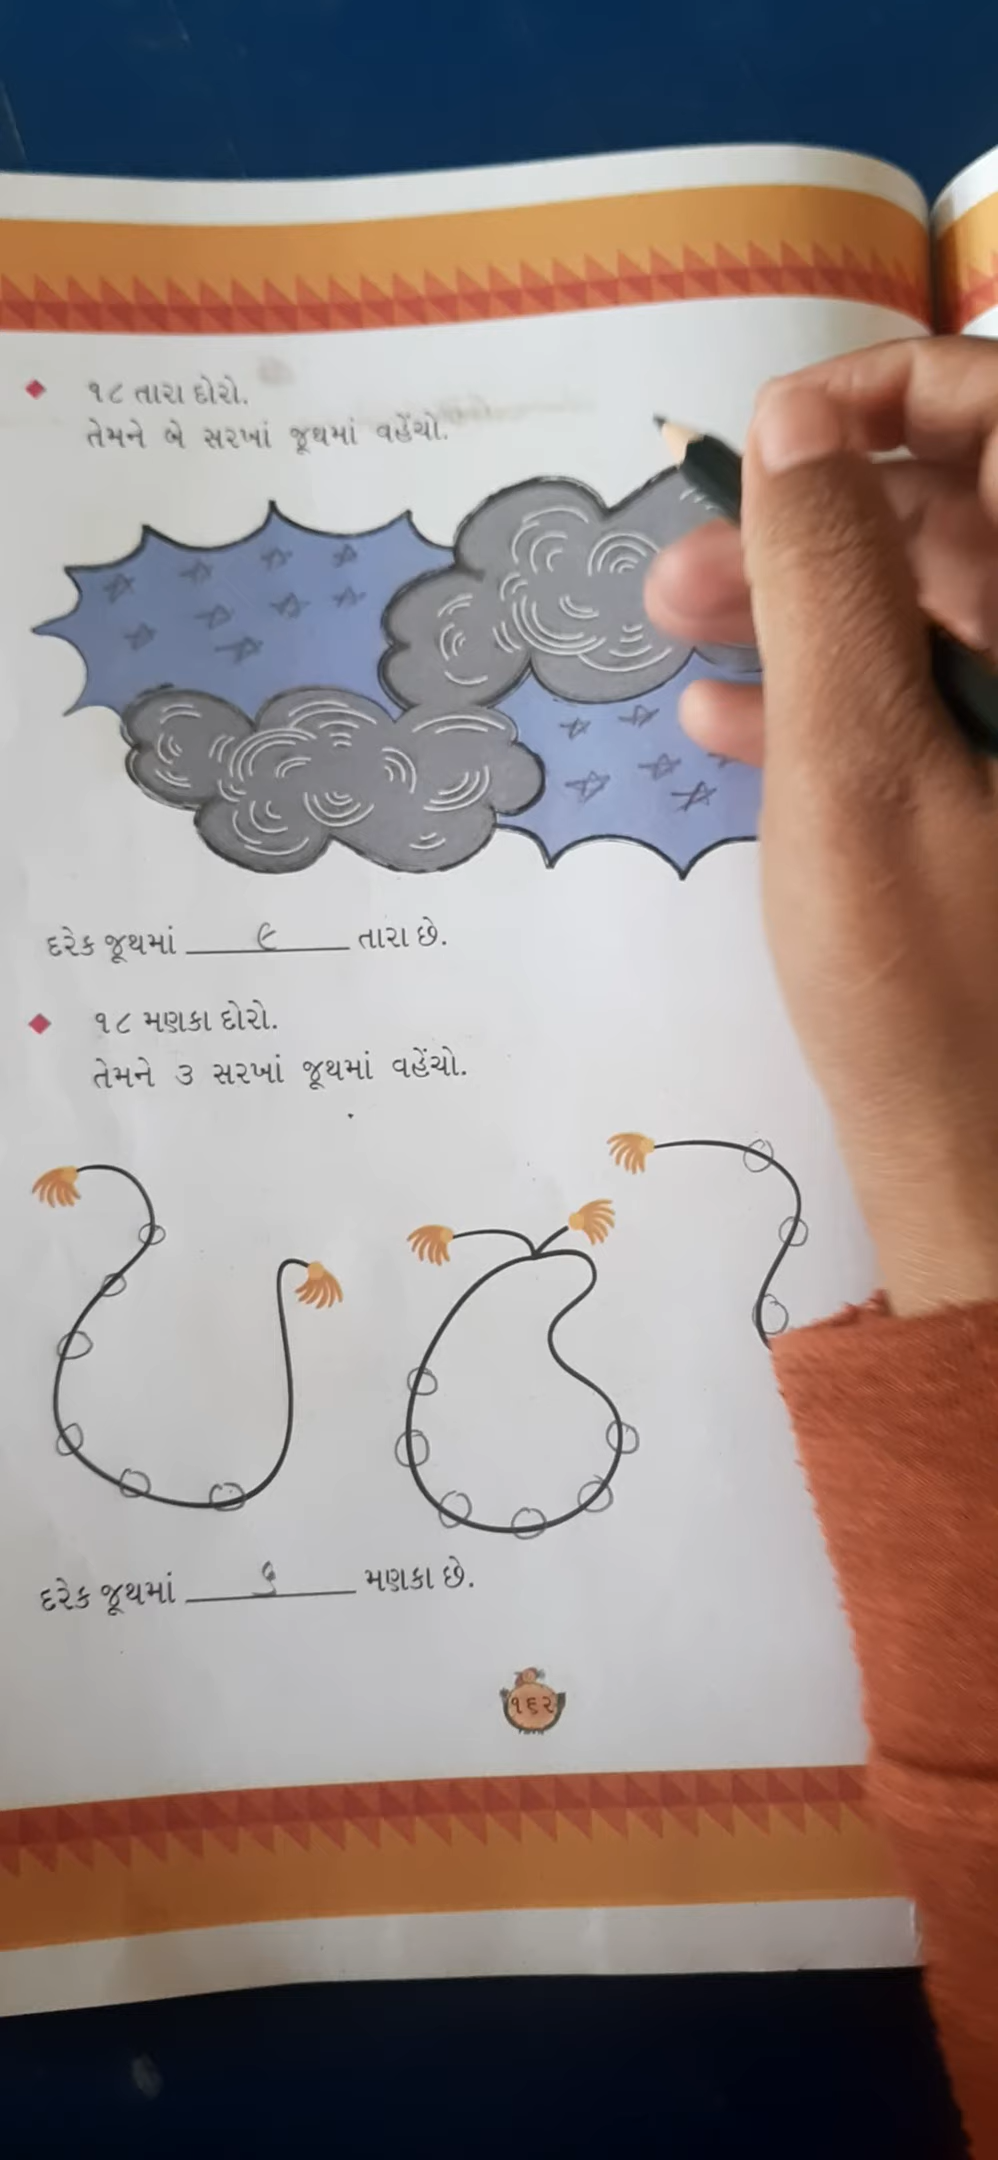 ૧૮ તારા દોરો.
તેમને બે સરખાં જૂથમાં વહેંચો.
દરેક જૂથમાં ૯ તારા છે.
૧૮ મણકા દોરો.
તેમને ૩ સરખાં જૂથમાં વહેંચો.
દરેક જૂથમાં ૬ મણકા છે.
૧૬૨